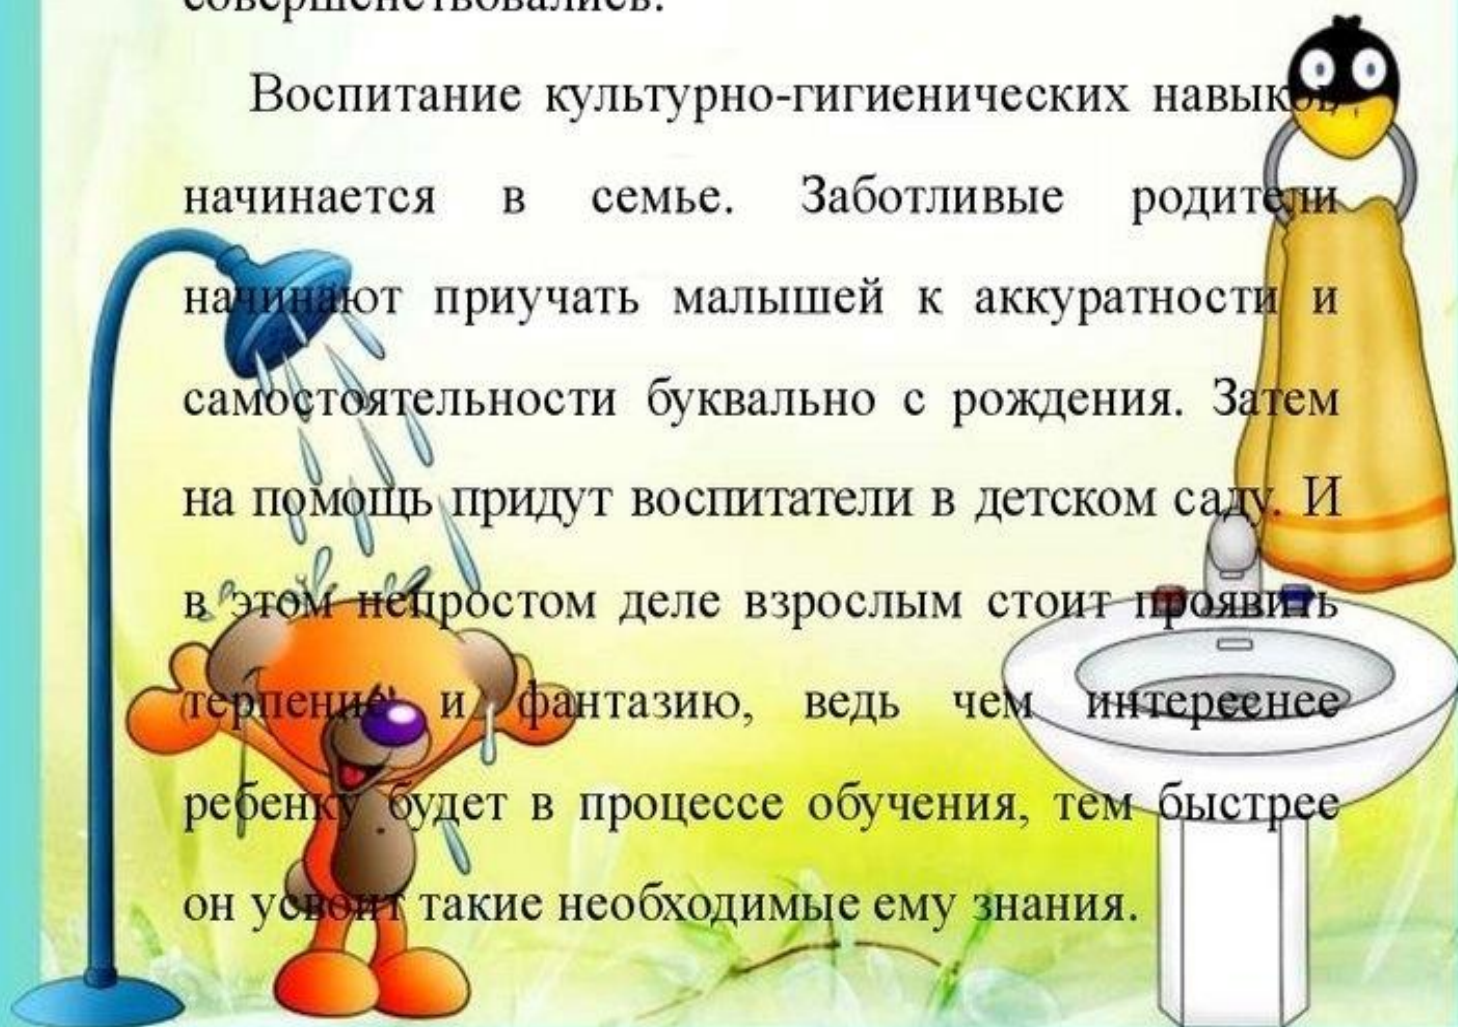 совершенствовались.
Воспитание культурно-гигиенических навыков
начинается в семье. Заботливые родители
начинают приучать малышей к аккуратности и
самостоятельности буквально с рождения. Затем
на помощь придут воспитатели в детском саду. И
в этом непростом деле взрослым стоит проявить
терпение и фантазию, ведь чем интереснее
ребенку будет в процессе обучения, тем быстрее
он усвоит такие необходимые ему знания.